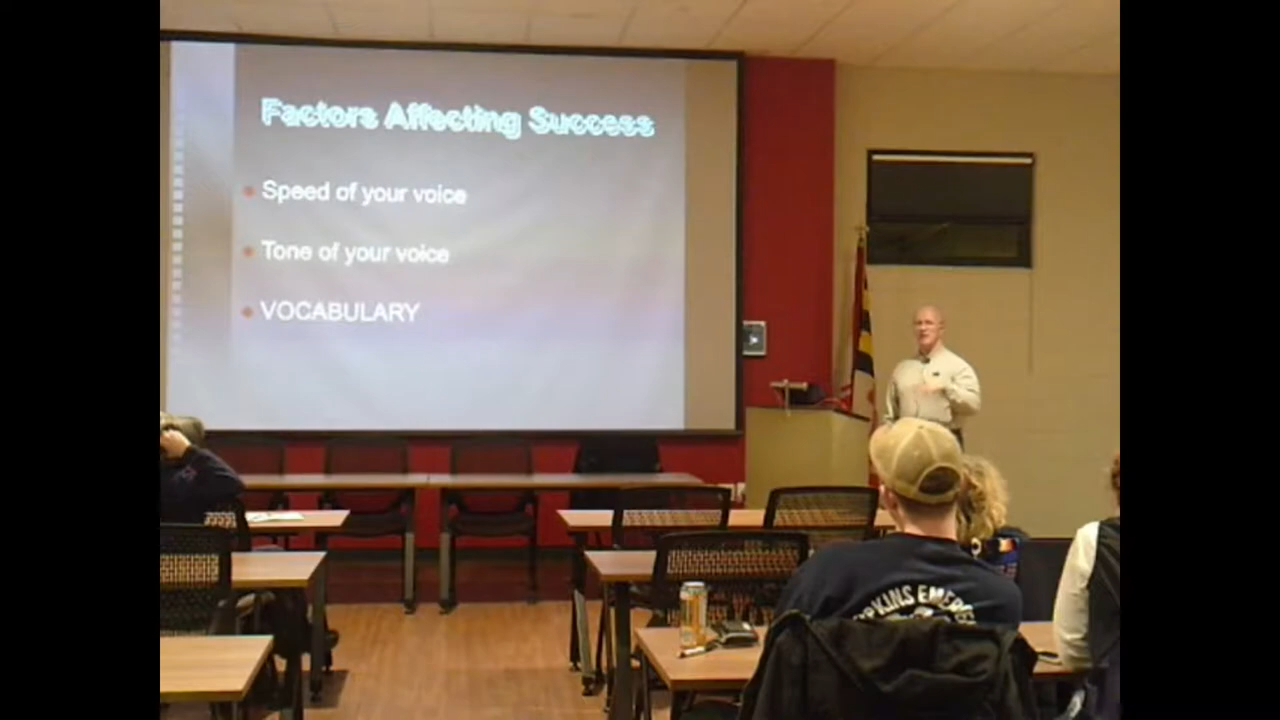 Factors Affecting Success
Speed of your voice
Tone of your voice
VOCABULARY